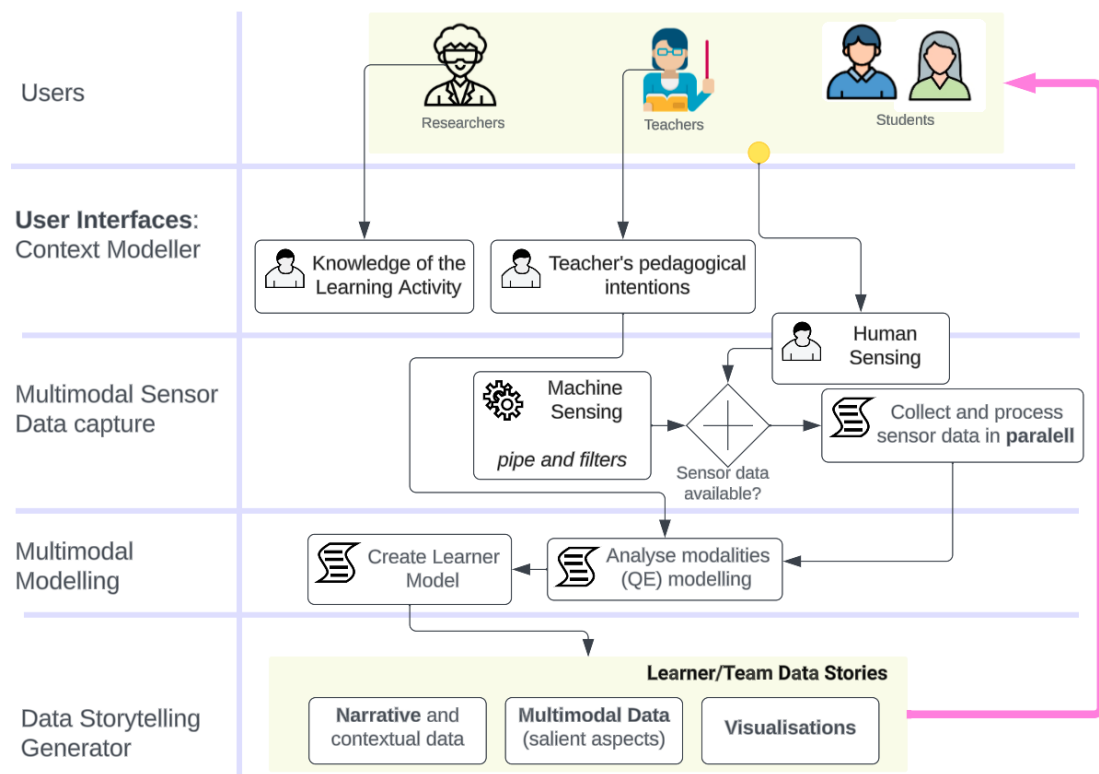 Users
Researchers
Teachers
Students
User Interfaces:
Context Modeller
Knowledge of the
Learning Activity
Teacher's pedagogical
intentions
Human
Sensing
Multimodal Sensor
Data capture
Machine
Sensing
pipe and filters
Sensor data
available?
Collect and process
sensor data in paralell
Multimodal
Modelling
Create Learner
Model
Analyse modalities
(QE) modelling
Learner/Team Data Stories
Data Storytelling
Generator
Narrative and
contextual data
Multimodal Data
(salient aspects)
Visualisations